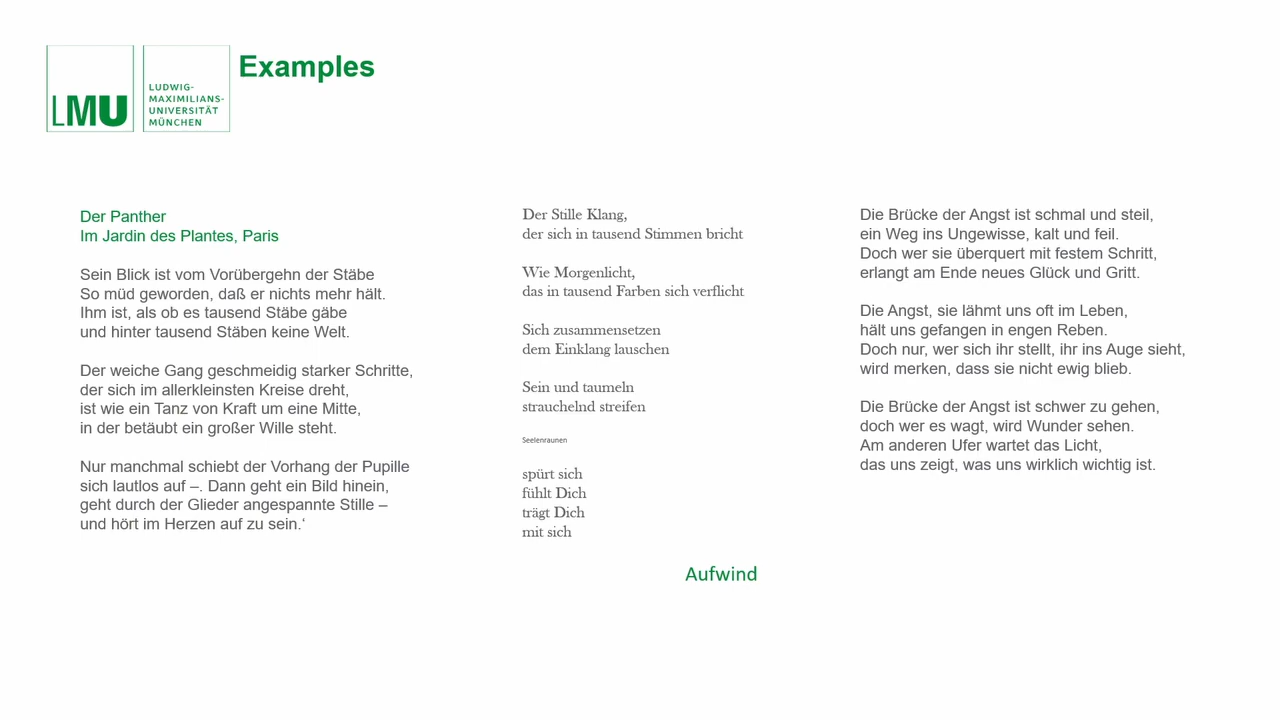 LMU
LUDWIG-
MAXIMILIANS-
UNIVERSITÄT
MÜNCHEN
Examples
Der Panther
Im Jardin des Plantes, Paris
Sein Blick ist vom Vorübergehn der Stäbe
So müd geworden, daß er nichts mehr hält.
Ihm ist, als ob es tausend Stäbe gäbe
und hinter tausend Stäben keine Welt.
Der weiche Gang geschmeidig starker Schritte,
der sich im allerkleinsten Kreise dreht,
ist wie ein Tanz von Kraft um eine Mitte,
in der betäubt ein großer Wille steht.
Nur manchmal schiebt der Vorhang der Pupille
sich lautlos auf –. Dann geht ein Bild hinein,
geht durch der Glieder angespannte Stille –
und hört im Herzen auf zu sein.‘
Der Stille Klang,
der sich in tausend Stimmen bricht
Wie Morgenlicht,
das in tausend Farben sich verflicht
Sich zusammensetzen
dem Einklang lauschen
Sein und taumeln
strauchelnd streifen
Seelenraunen
spürt sich
fühlt Dich
trägt Dich
mit sich
Aufwind
Die Brücke der Angst ist schmal und steil,
ein Weg ins Ungewisse, kalt und feil.
Doch wer sie überquert mit festem Schritt,
erlangt am Ende neues Glück und Gritt.
Die Angst, sie lähmt uns oft im Leben,
hält uns gefangen in engen Reben.
Doch nur, wer sich ihr stellt, ihr ins Auge sieht,
wird merken, dass sie nicht ewig blieb.
Die Brücke der Angst ist schwer zu gehen,
doch wer es wagt, wird Wunder sehen.
Am anderen Ufer wartet das Licht,
das uns zeigt, was uns wirklich wichtig ist.